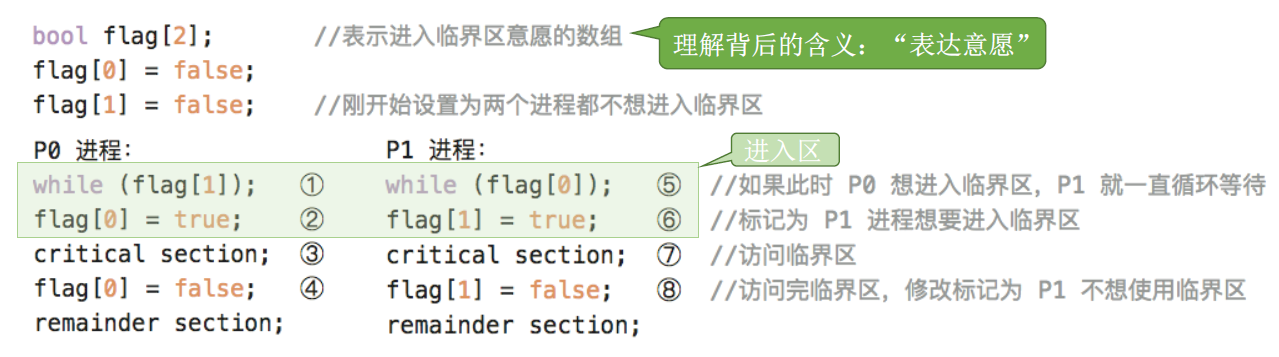 bool flag[2]; //表示进入临界区意愿的数组
理解背后的含义：“表达意愿”
flag[0] = false;
flag[1] = false; //刚开始设置为两个进程都不想进入临界区
P0 进程： P1 进程：
进入区
while (flag[1]); ① while (flag[0]); ⑤ //如果此时 P0 想进入临界区，P1 就一直循环等待
flag[0] = true; ② flag[1] = true; ⑥ //标记为 P1 进程想要进入临界区
critical section; ③ critical section; ⑦ //访问临界区
flag[0] = false; ④ flag[1] = false; ⑧ //访问完临界区，修改标记为 P1 不想使用临界区
remainder section; remainder section;